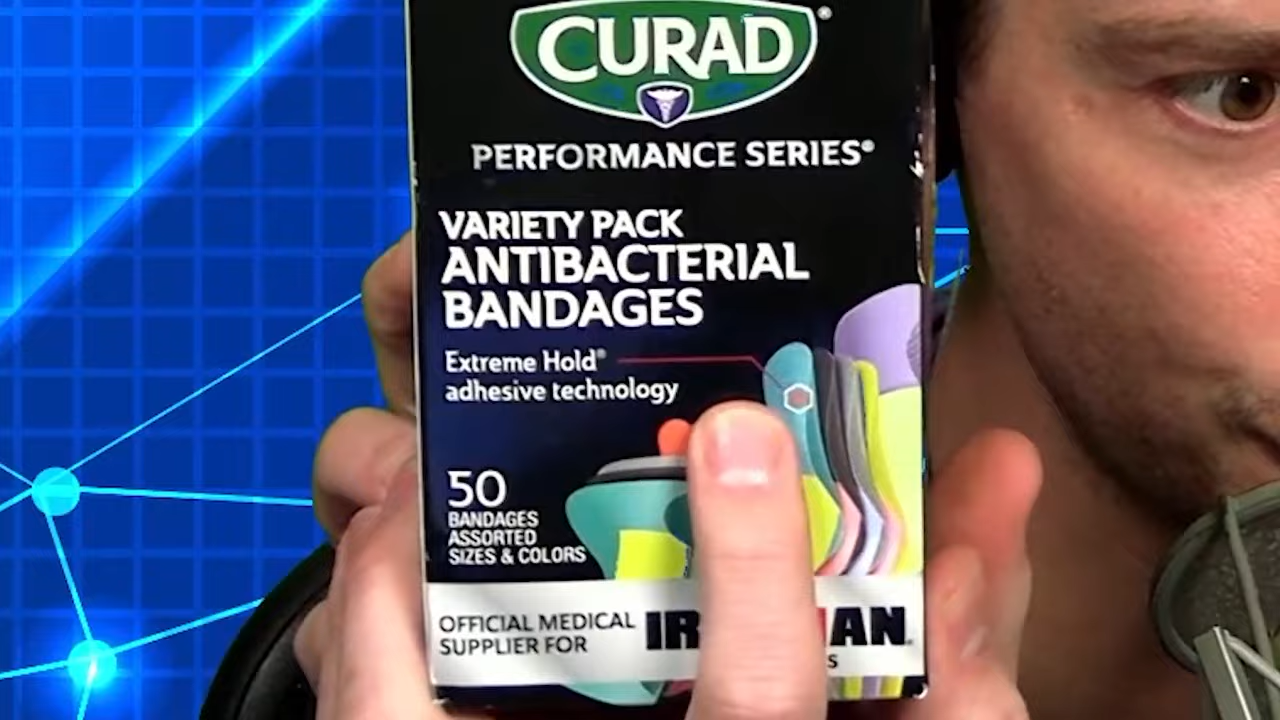 CURAD®
PERFORMANCE SERIES®
VARIETY PACK
ANTIBACTERIAL
BANDAGES
Extreme Hold®
adhesive technology
50
BANDAGES
ASSORTED
SIZES & COLORS
OFFICIAL MEDICAL
SUPPLIER FOR